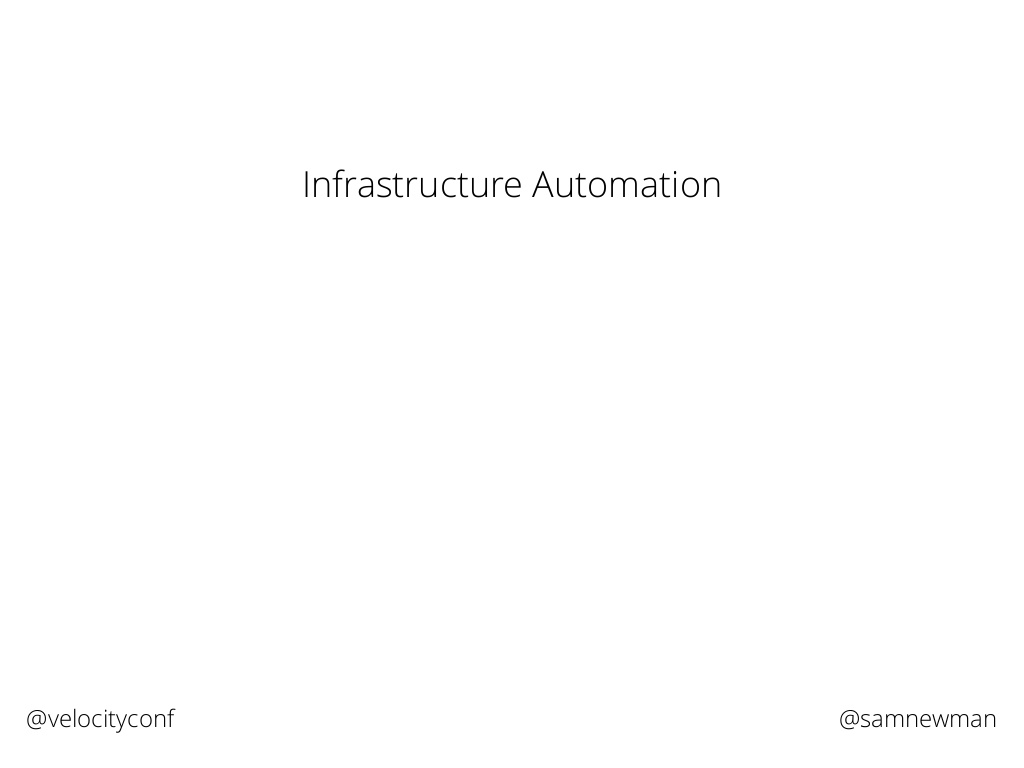 Infrastructure Automation
@velocityconf
@samnewman